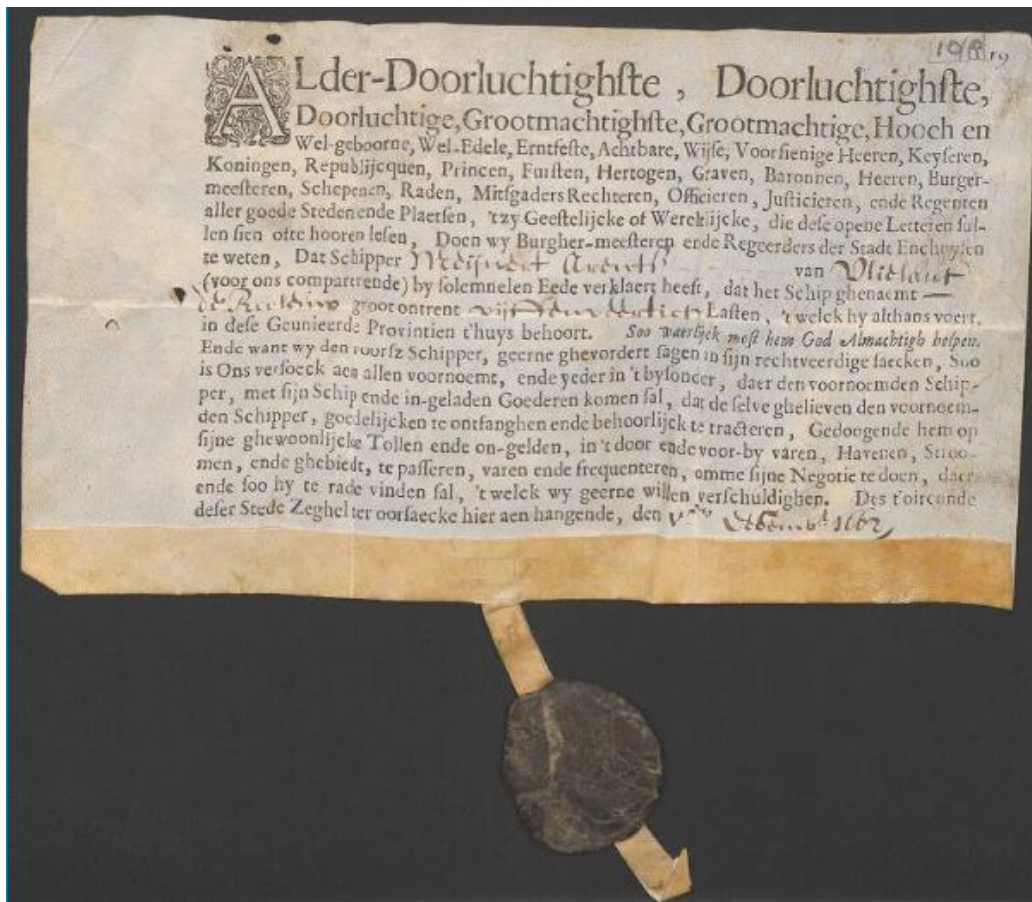 19
ALder-Doorluchtighste, Doorluchtighste,
Doorluchtige, Grootmachtighste, Grootmachtige, Hooch en
Wel-geboorne, Wel-Edele, Erntfeste, Achtbare, Wijse, Voorsienige Heeren, Keyseren,
Koningen, Republijcquen, Princen, Fursten, Hertogen, Graven, Baronnen, Heeren, Burger-
meesteren, Schepenen, Raden, Mitsgaders Rechteren, Officieren, Justicieren, ende Regenten
aller goede Steden ende Plaetsen, 'tzy Geestelijcke of Wereltlijcke, die dese opene Letteren sul-
len sien ofte hooren lesen, Doen wy Burgher-meesteren ende Regeerders der Stadt Enchuysen
te weten, Dat Schipper Meijnert Arents van Vlielant
(voor ons comparerende) by solemnelen Eede verklaert heeft, dat het Schip ghenaemt —
groot ontrent Lasten, 't welck hy althans voert,
in dese Geunieerde Provintien t'huys behoort. Soo waerlijck most hem God Almachtigh helpen.
Ende want wy den voorsz Schipper, geerne ghevordert sagen in sijn rechtveerdige saecken, Soo
is Ons versoeck aen allen voornoemt, ende yeder in 't bysonder, daer den voornoemden Schip-
per, met sijn Schip ende in-geladen Goederen komen sal, dat de selve ghelieven den voornoem-
den Schipper, goedelijcken te ontfanghen ende behoorlijck te tracteren, Gedoogende hem op
sijne ghewoonlijcke Tollen ende on-gelden, in 't door ende voor-by varen, Havenen, Stroo-
men, ende ghebiedt, te passeren, varen ende frequenteren, omme sijne Negotie te doen, daer
ende soo hy te rade vinden sal, 't welck wy geerne willen verschuldighen. Des t'oirconde
deser Stede Zeghel ter oorsaecke hier aen hangende, den 1662